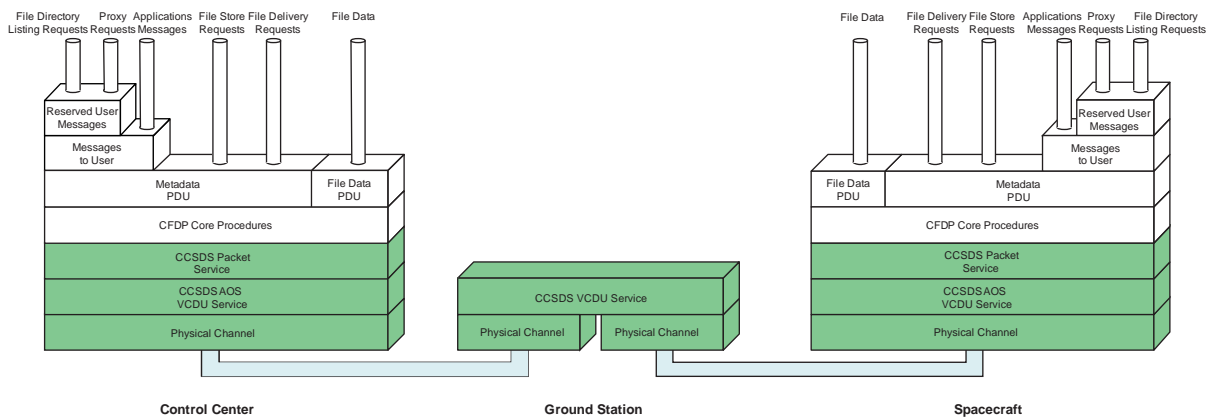 File Directory
Listing Requests
Proxy
Requests
Applications
Messages
File Store
Requests
File Delivery
Requests
File Data
File Data
File Delivery
Requests
File Store
Requests
Applications
Messages
Proxy
Requests
File Directory
Listing Requests
Reserved User
Messages
Messages
to User
Metadata
PDU
File Data
PDU
CFDP Core Procedures
CCSDS Packet
Service
CCSDS AOS
VCDU Service
Physical Channel
CCSDS VCDU Service
Physical Channel
Physical Channel
Reserved User
Messages
Messages
to User
File Data
PDU
Metadata
PDU
CFDP Core Procedures
CCSDS Packet
Service
CCSDS AOS
VCDU Service
Physical Channel
Control Center
Ground Station
Spacecraft